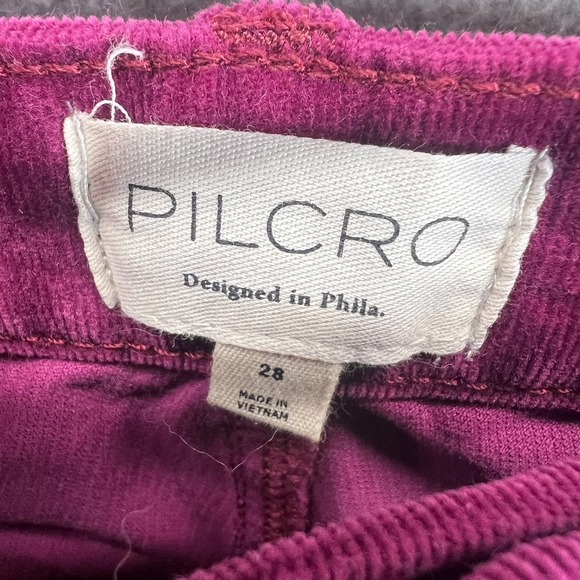 PILCRO
Designed in Phila.
28
MADE IN
VIETNAM